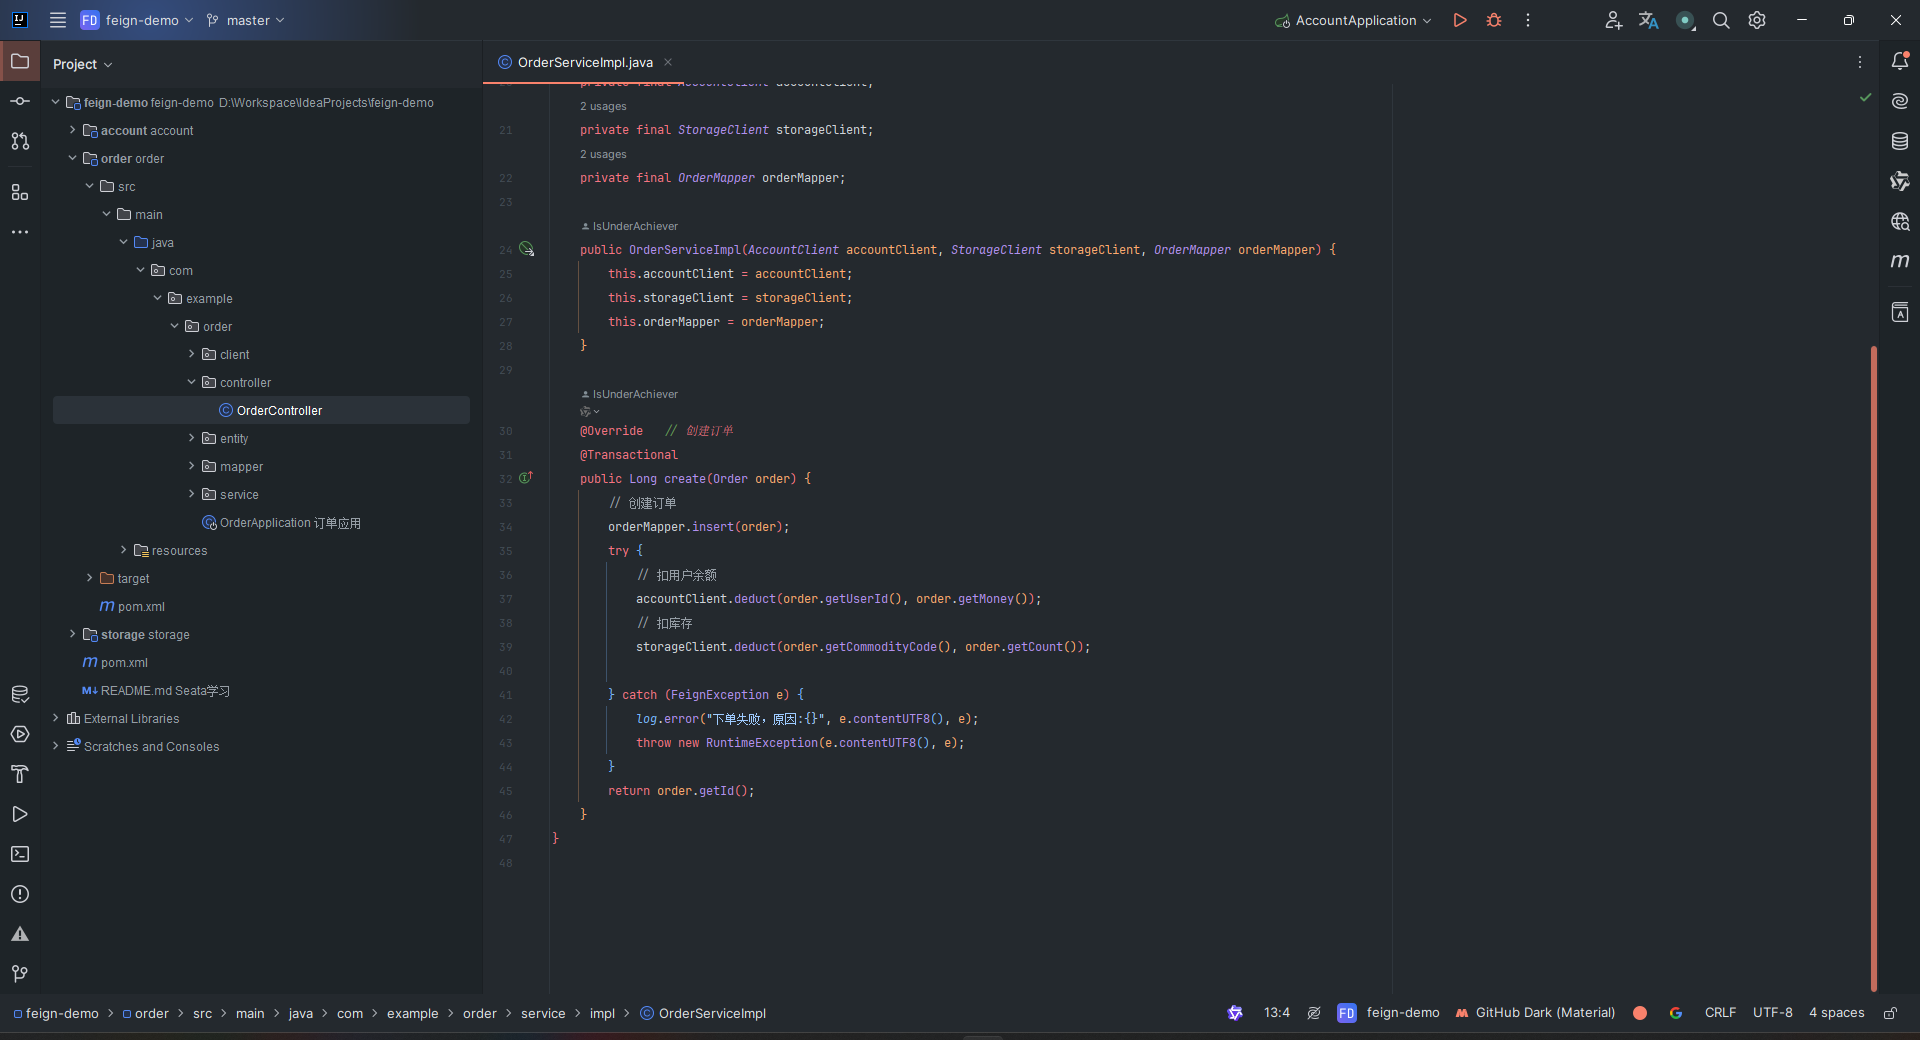 FD feign-demo master AccountApplication
Project
OrderServiceImpl.java
feign-demo feign-demo D:\Workspace\IdeaProjects\feign-demo
account account
order order
src
main
java
com
example
order
client
controller
OrderController
entity
mapper
service
OrderApplication 订单应用
resources
target
pom.xml
storage storage
pom.xml
README.md Seata学习
External Libraries
Scratches and Consoles
private final AccountClient accountClient;
2 usages
21 private final StorageClient storageClient;
2 usages
22 private final OrderMapper orderMapper;
23
IsUnderAchiever
24 public OrderServiceImpl(AccountClient accountClient, StorageClient storageClient, OrderMapper orderMapper) {
25 this.accountClient = accountClient;
26 this.storageClient = storageClient;
27 this.orderMapper = orderMapper;
28 }
29
IsUnderAchiever
30 @Override // 创建订单
31 @Transactional
32 public Long create(Order order) {
33 // 创建订单
34 orderMapper.insert(order);
35 try {
36 // 扣用户余额
37 accountClient.deduct(order.getUserId(), order.getMoney());
38 // 扣库存
39 storageClient.deduct(order.getCommodityCode(), order.getCount());
40
41 } catch (FeignException e) {
42 log.error("下单失败，原因:{}", e.contentUTF8(), e);
43 throw new RuntimeException(e.contentUTF8(), e);
44 }
45 return order.getId();
46 }
47 }
48
feign-demo > order > src > main > java > com > example > order > service > impl > OrderServiceImpl
13:4 FD feign-demo GitHub Dark (Material) CRLF UTF-8 4 spaces